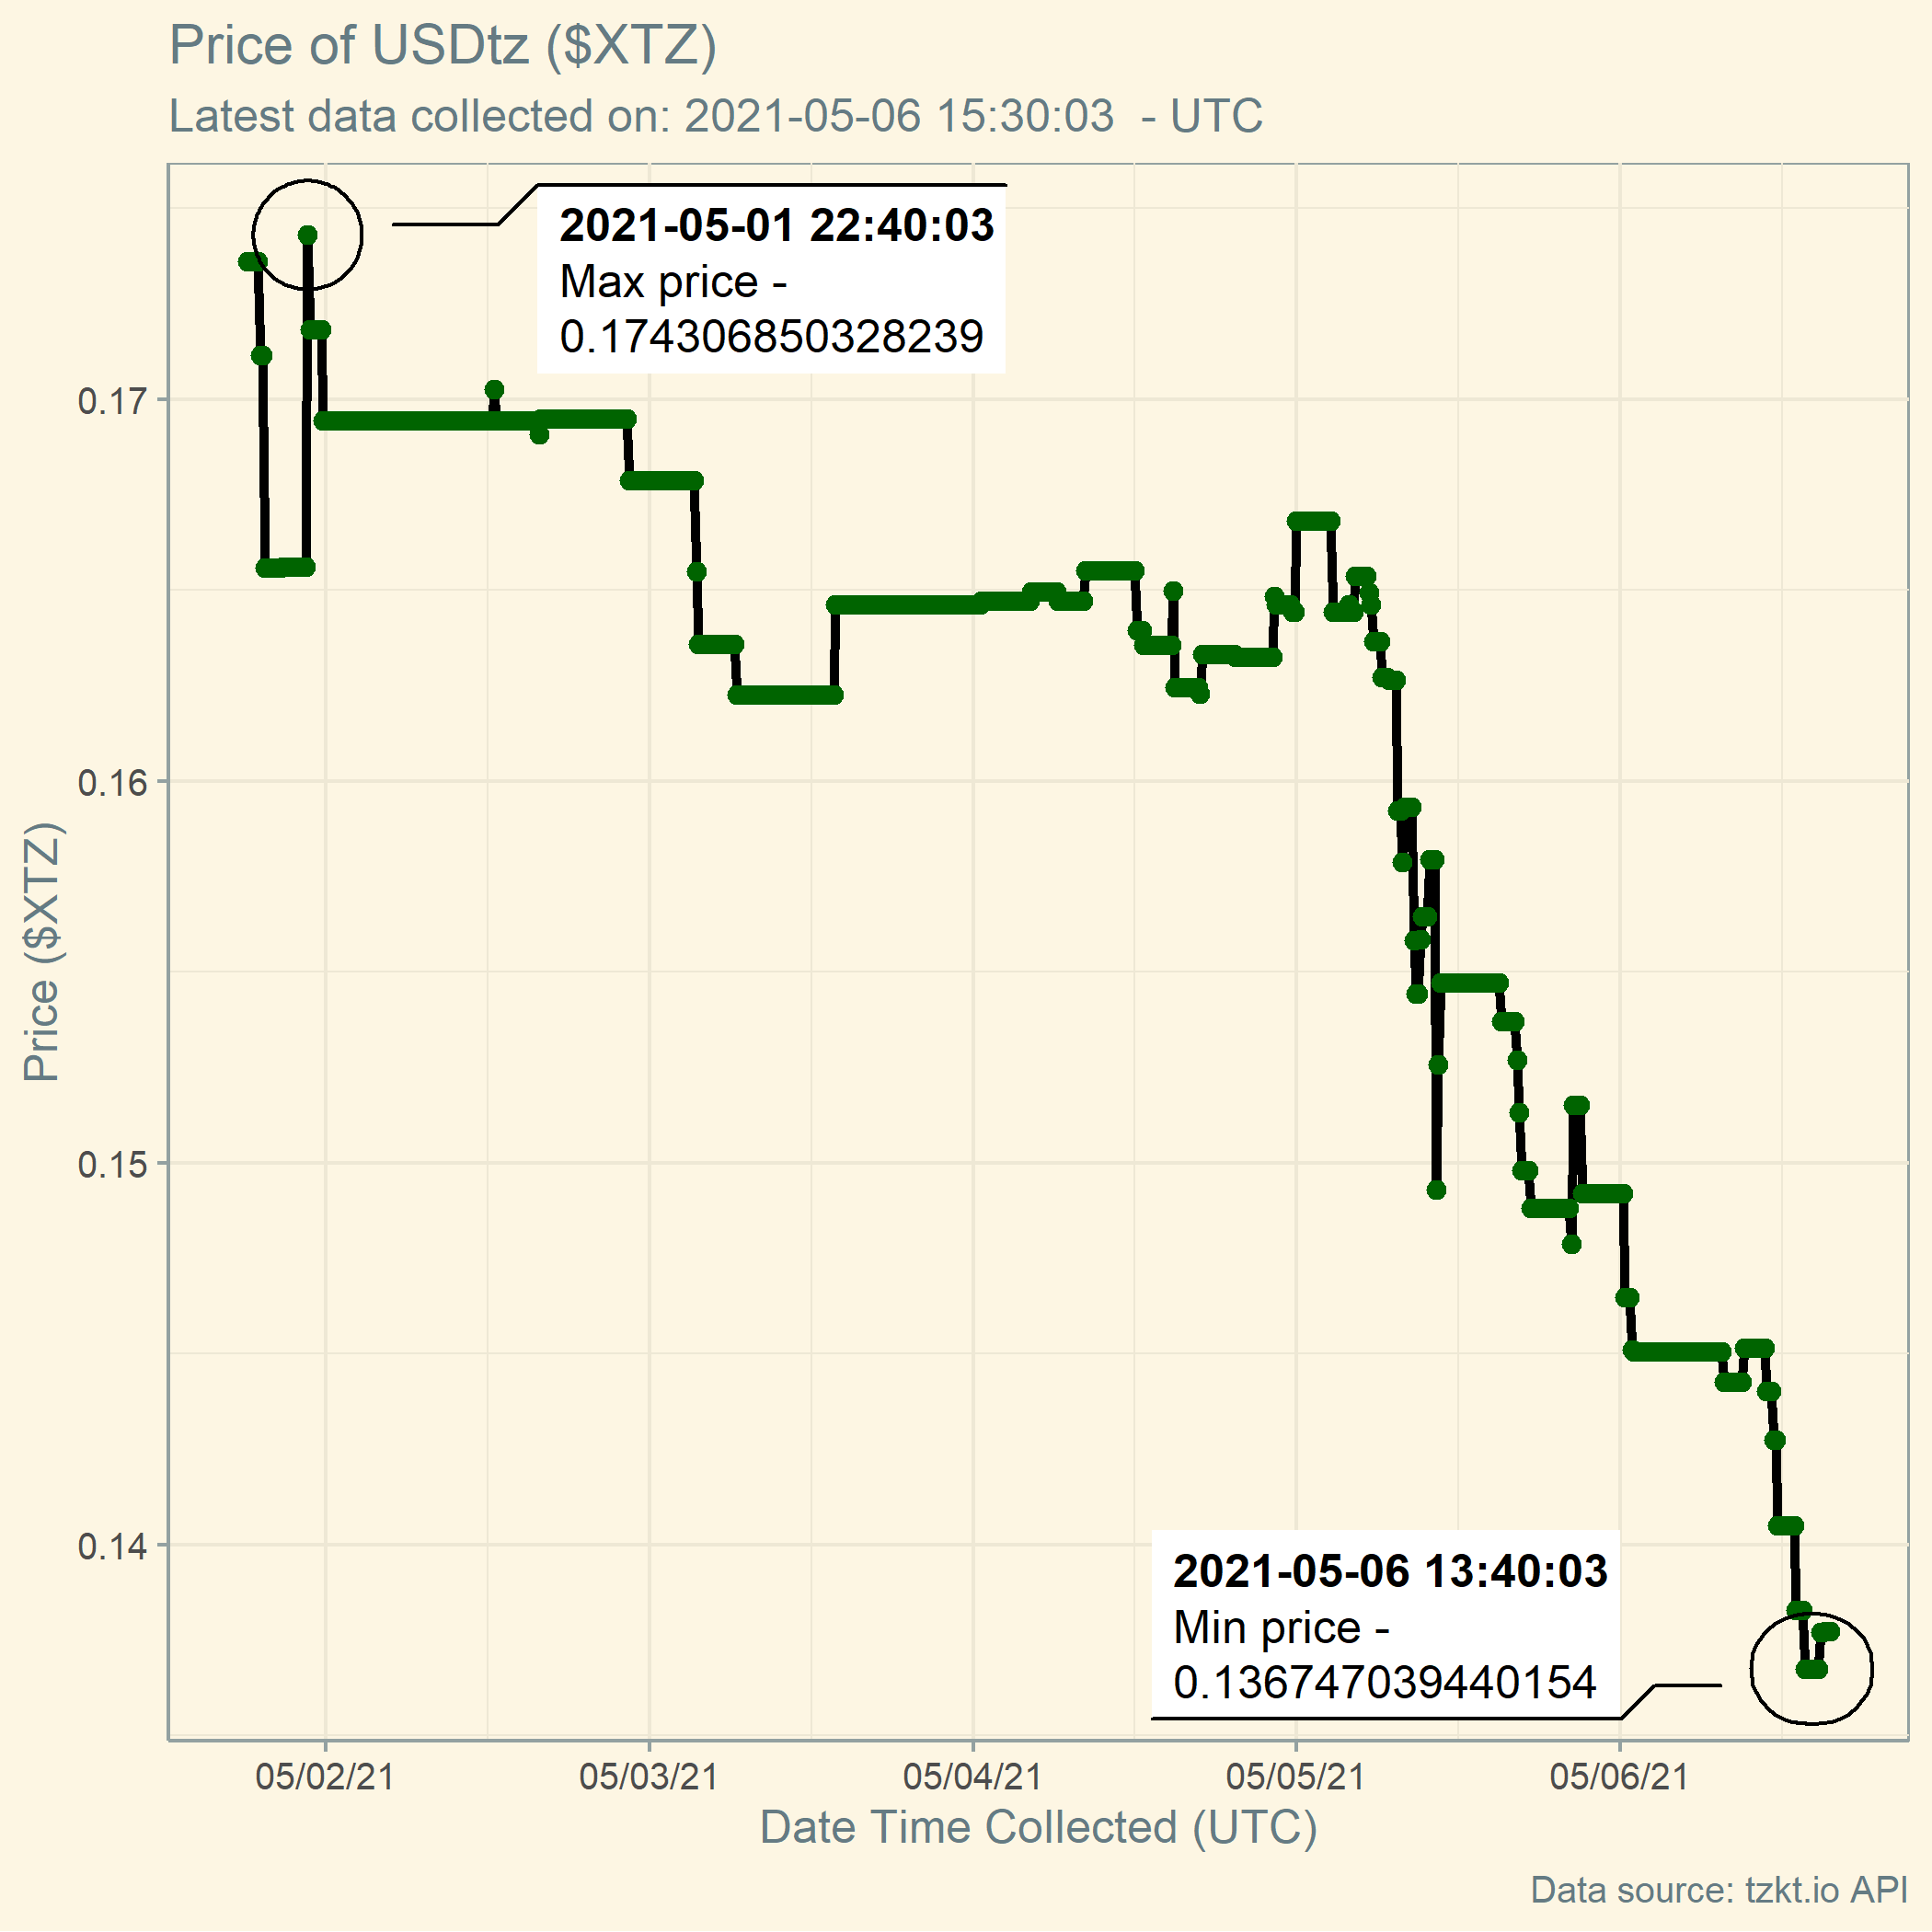 Price of USDtz ($XTZ)
Latest data collected on: 2021-05-06 15:30:03  - UTC
2021-05-01 22:40:03
Max price -
0.174306850328239
0.17
0.16
0.15
0.14
Price ($XTZ)
2021-05-06 13:40:03
Min price -
0.136747039440154
05/02/21
05/03/21
05/04/21
05/05/21
05/06/21
Date Time Collected (UTC)
Data source: tzkt.io API